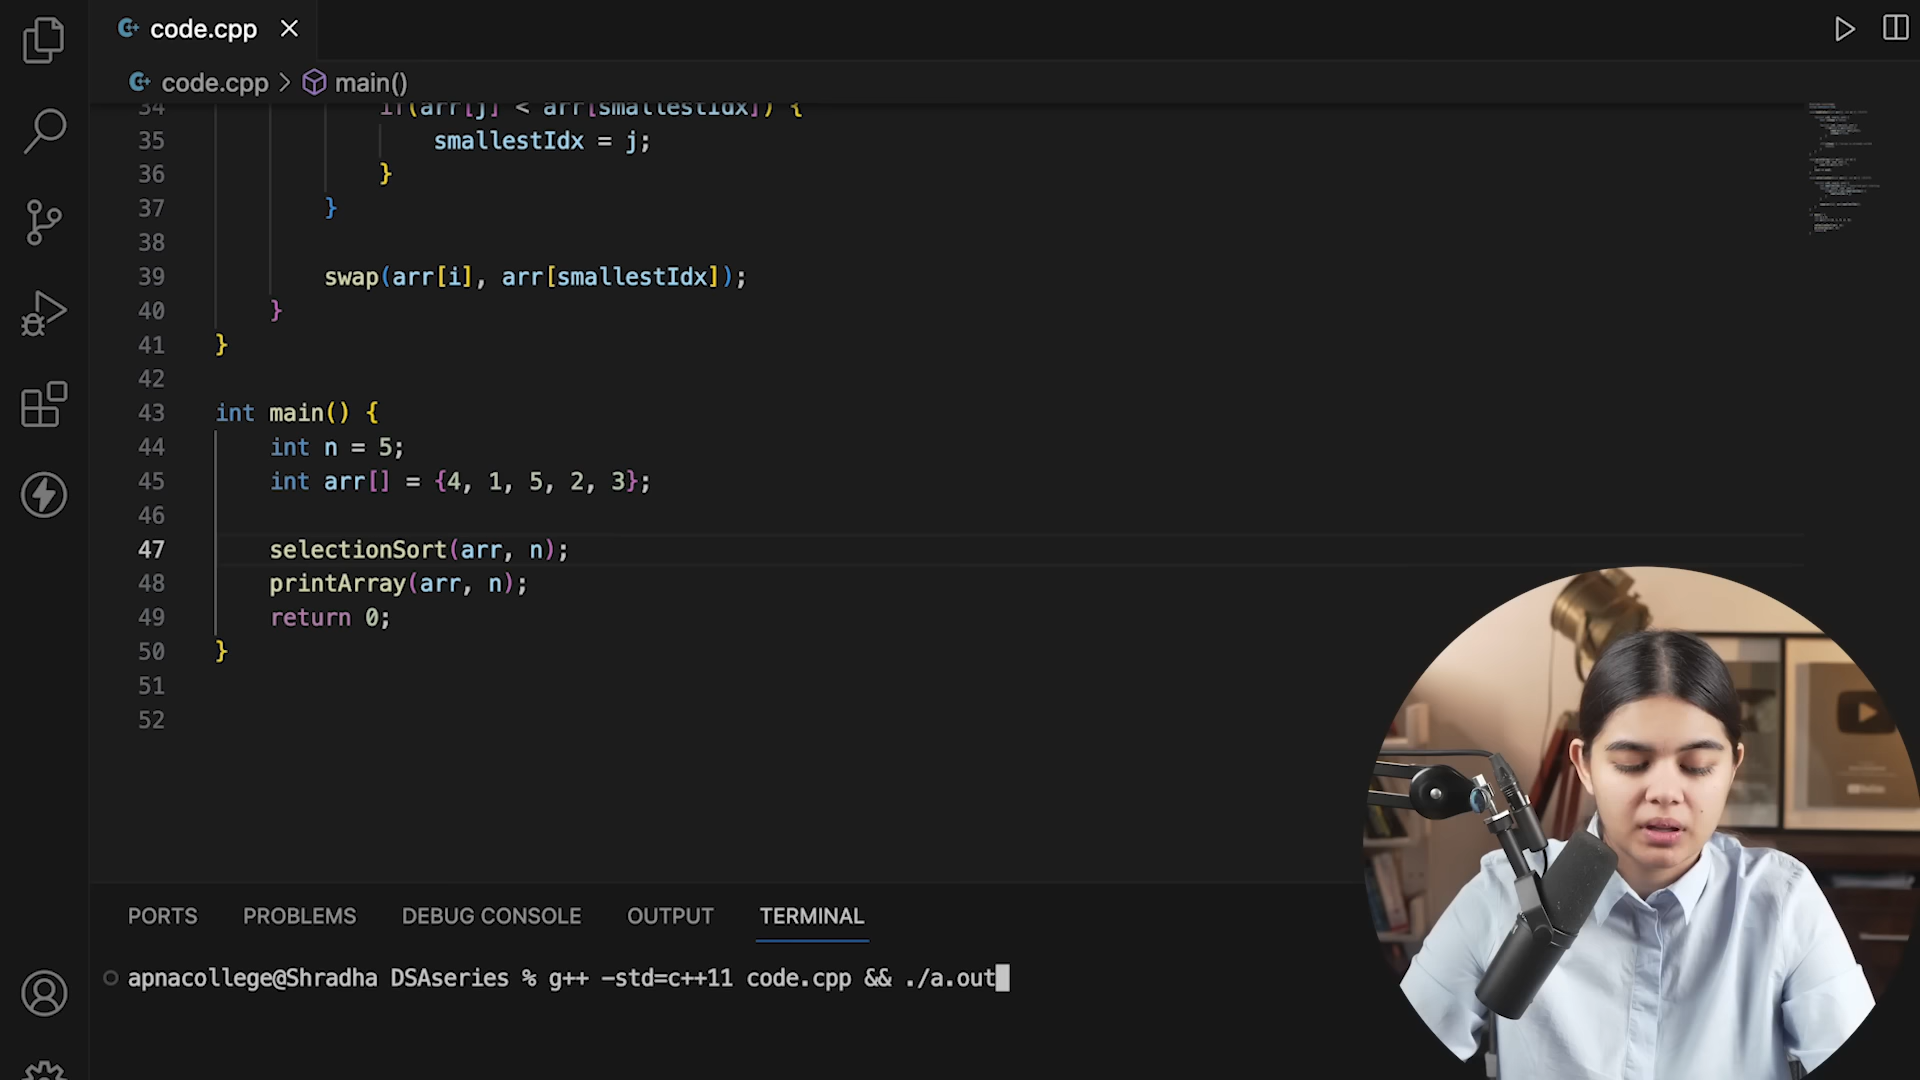 code.cpp
code.cpp > main()
34 if(arr[j] < arr[smallestIdx]) {
35 smallestIdx = j;
36 }
37 }
38
39 swap(arr[i], arr[smallestIdx]);
40 }
41 }
42
43 int main() {
44 int n = 5;
45 int arr[] = {4, 1, 5, 2, 3};
46
47 selectionSort(arr, n);
48 printArray(arr, n);
49 return 0;
50 }
51
52
PORTS PROBLEMS DEBUG CONSOLE OUTPUT TERMINAL
apnacollege@Shradha DSAseries % g++ -std=c++11 code.cpp && ./a.out